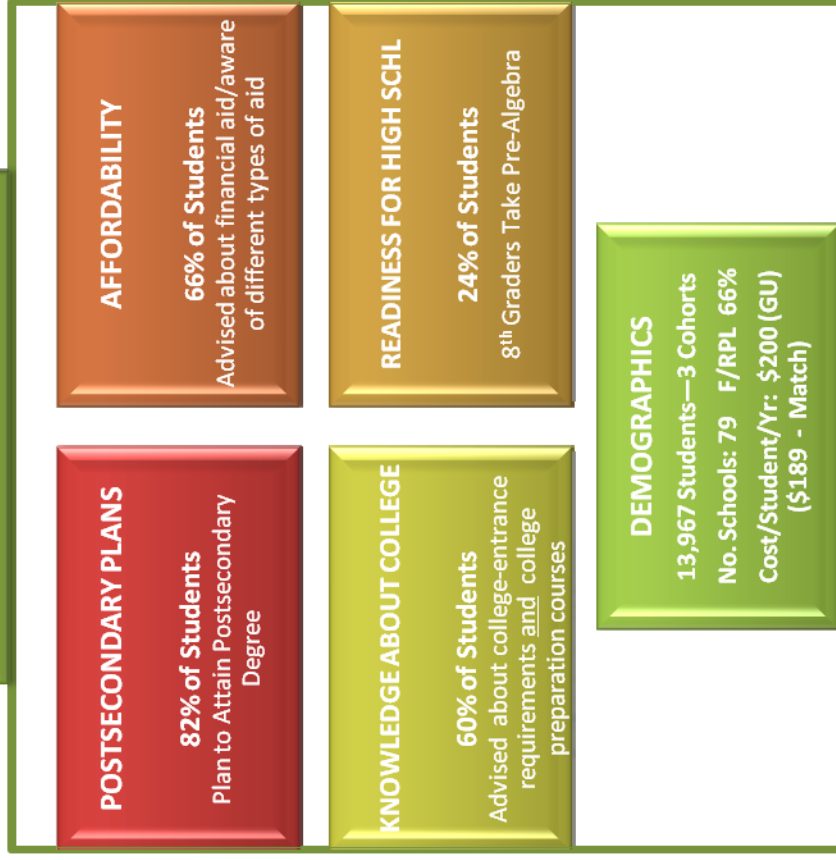 POSTSECONDARY PLANS
82% of Students
Plan to Attain Postsecondary
Degree
AFFORDABILITY
66% of Students
Advised about financial aid/aware
of different types of aid
KNOWLEDGE ABOUT COLLEGE
60% of Students
Advised about college-entrance
requirements and college
preparation courses
READINESS FOR HIGH SCHL
24% of Students
8th Graders Take Pre-Algebra
DEMOGRAPHICS
13,967 Students—3 Cohorts
No. Schools: 79 F/RPL 66%
Cost/Student/Yr: $200 (GU)
($189 - Match)